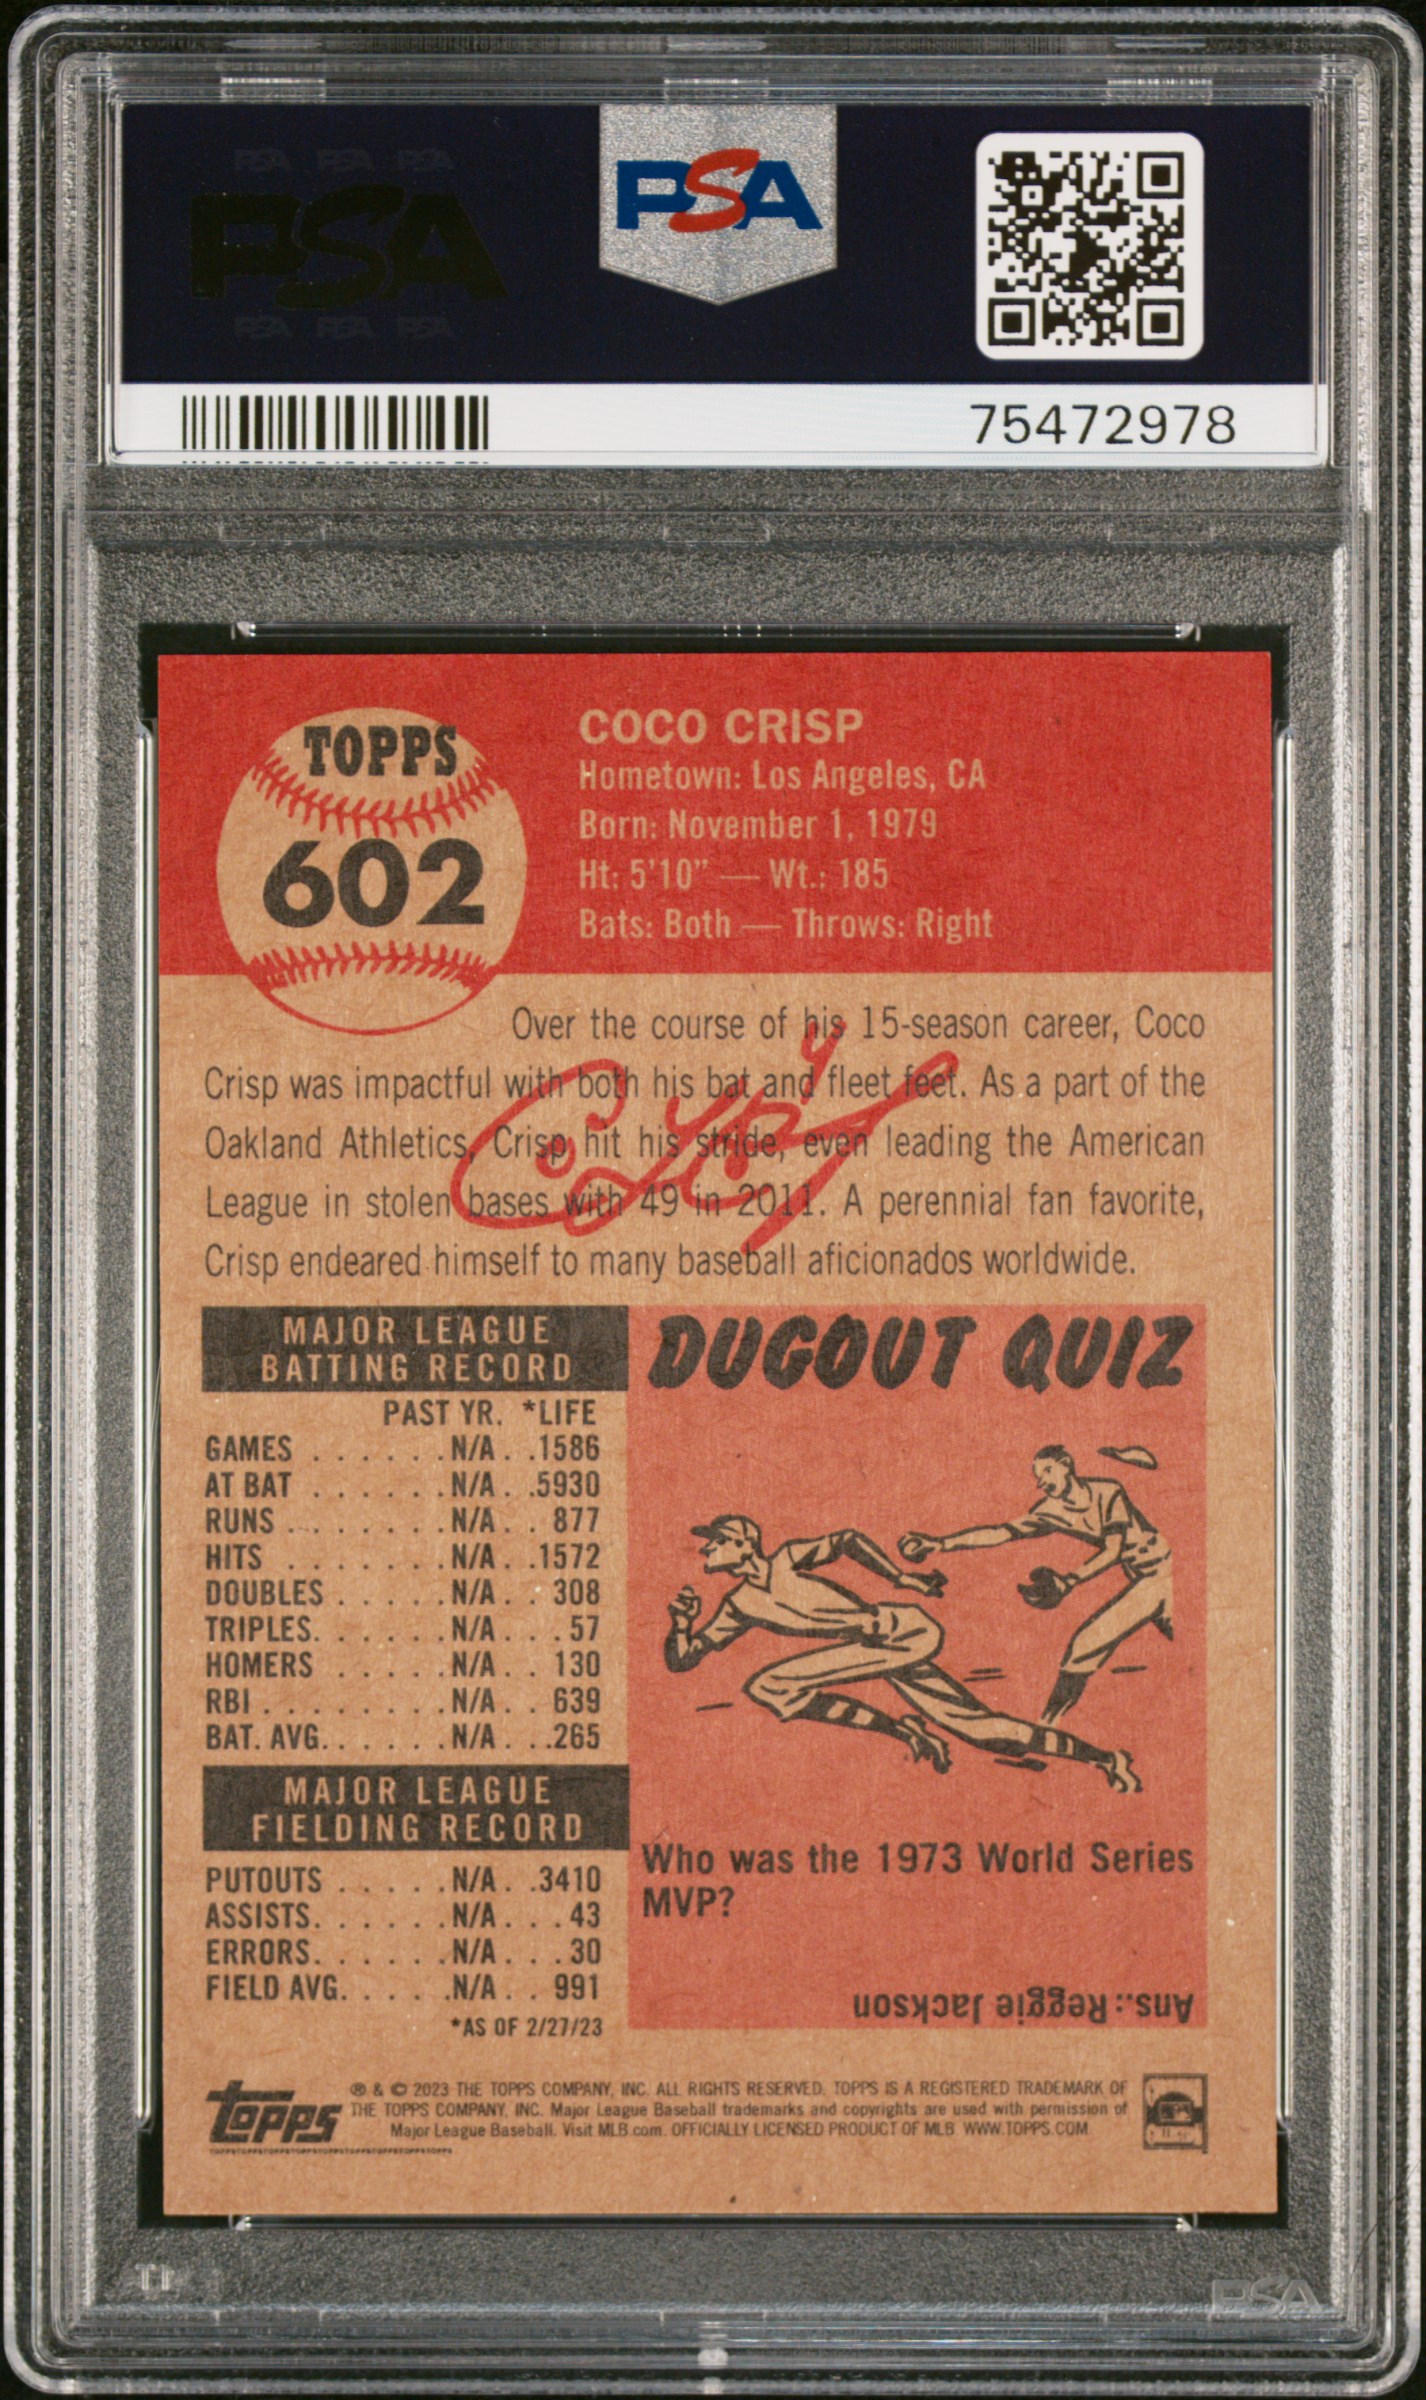 PSA PSA PSA
PSA
PSA PSA PSA
PSA
75472978
TOPPS
602
COCO CRISP
Hometown: Los Angeles, CA
Born: November 1, 1979
Ht: 5'10" — Wt.: 185
Bats: Both — Throws: Right
Over the course of his 15-season career, Coco
Crisp was impactful with both his bat and fleet feet. As a part of the
Oakland Athletics, Crisp hit his stride, even leading the American
League in stolen bases with 49 in 2011. A perennial fan favorite,
Crisp endeared himself to many baseball aficionados worldwide.
MAJOR LEAGUE
BATTING RECORD
PAST YR. *LIFE
GAMES . . . . . . N/A . . 1586
AT BAT . . . . . . N/A . . 5930
RUNS . . . . . . . N/A . . 877
HITS . . . . . . . N/A . . 1572
DOUBLES . . . . . N/A . . 308
TRIPLES. . . . . . N/A . . . 57
HOMERS . . . . . N/A . . 130
RBI . . . . . . . . N/A . . 639
BAT. AVG. . . . . . N/A . . .265
MAJOR LEAGUE
FIELDING RECORD
PUTOUTS . . . . . N/A . . 3410
ASSISTS. . . . . . N/A . . . 43
ERRORS. . . . . . N/A . . . 30
FIELD AVG. . . . . N/A . . 991
*AS OF 2/27/23
DUGOUT QUIZ
Who was the 1973 World Series
MVP?
Ans.: Reggie Jackson
topps
® & © 2023 THE TOPPS COMPANY, INC. ALL RIGHTS RESERVED. TOPPS IS A REGISTERED TRADEMARK OF
THE TOPPS COMPANY, INC. Major League Baseball trademarks and copyrights are used with permission of
Major League Baseball. Visit MLB.com. OFFICIALLY LICENSED PRODUCT OF MLB WWW.TOPPS.COM
PSA